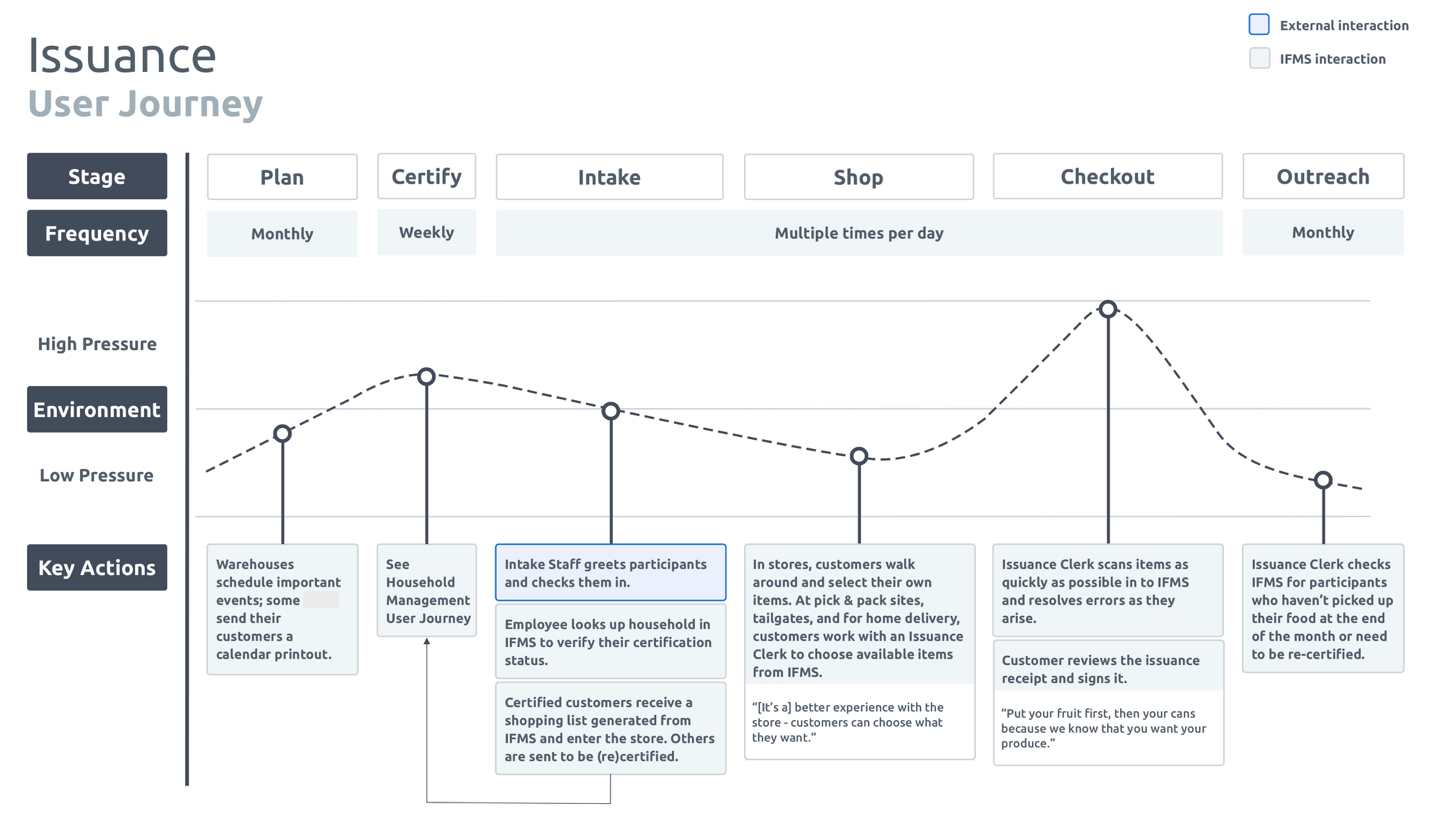 Issuance
User Journey
External interaction
IFMS interaction
Stage
Plan
Certify
Intake
Shop
Checkout
Outreach
Frequency
Monthly
Weekly
Multiple times per day
Monthly
High Pressure
Environment
Low Pressure
Key Actions
Warehouses
schedule important
events; some
send their
customers a
calendar printout.
See
Household
Management
User Journey
Intake Staff greets participants
and checks them in.
Employee looks up household in
IFMS to verify their certification
status.
Certified customers receive a
shopping list generated from
IFMS and enter the store. Others
are sent to be (re)certified.
In stores, customers walk
around and select their own
items. At pick & pack sites,
tailgates, and for home delivery,
customers work with an Issuance
Clerk to choose available items
from IFMS.
“[It’s a] better experience with the
store - customers can choose what
they want.”
Issuance Clerk scans items as
quickly as possible in to IFMS
and resolves errors as they
arise.
Customer reviews the issuance
receipt and signs it.
“Put your fruit first, then your cans
because we know that you want your
produce.”
Issuance Clerk checks
IFMS for participants
who haven’t picked up
their food at the end
of the month or need
to be re-certified.